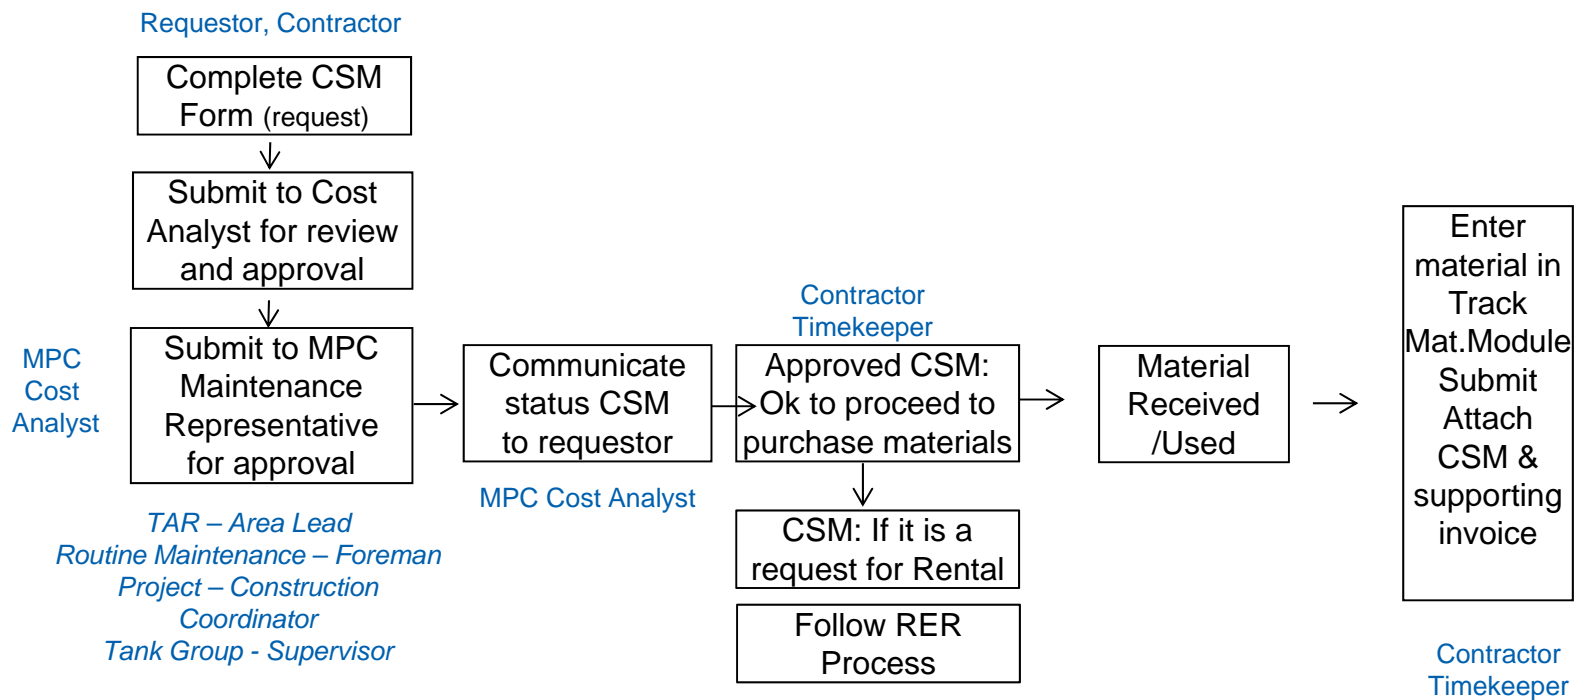 Requestor, Contractor
Complete CSM
Form (request)
Submit to Cost
Analyst for review
and approval
MPC
Cost
Analyst
Submit to MPC
Maintenance
Representative
for approval
TAR – Area Lead
Routine Maintenance – Foreman
Project – Construction
Coordinator
Tank Group - Supervisor
Communicate
status CSM
to requestor
MPC Cost Analyst
Contractor
Timekeeper
Approved CSM:
Ok to proceed to
purchase materials
CSM: If it is a
request for Rental
Follow RER
Process
Material
Received
/Used
Enter
material in
Track
Mat.Module
Submit
Attach
CSM &
supporting
invoice
Contractor
Timekeeper